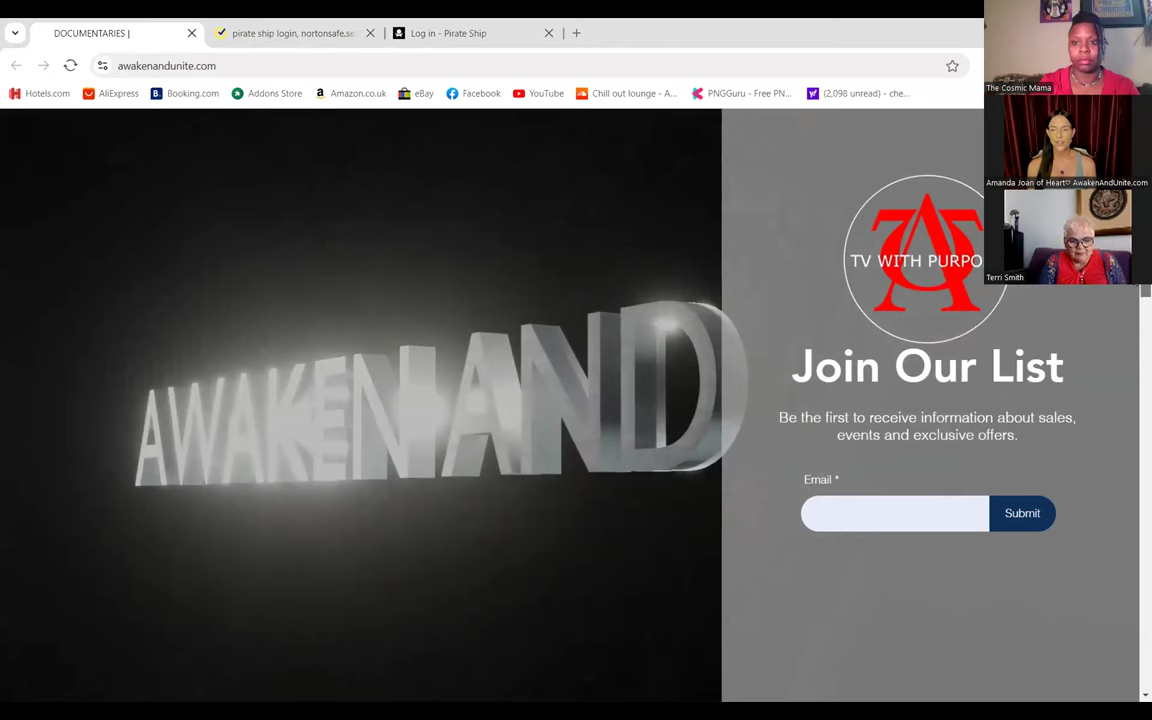 DOCUMENTARIES |
pirate ship login, nortonsafe.se
Log in - Pirate Ship
awakenandunite.com
Hotels.com
AliExpress
Booking.com
Addons Store
Amazon.co.uk
eBay
Facebook
YouTube
Chill out lounge - A...
PNGGuru - Free PN...
(2,098 unread) - che...
The Cosmic Mama
Amanda Joan of Heart♡ AwakenAndUnite.com
Terri Smith
AWAKEN AND
TV WITH PURPO
Join Our List
Be the first to receive information about sales,
events and exclusive offers.
Email *
Submit